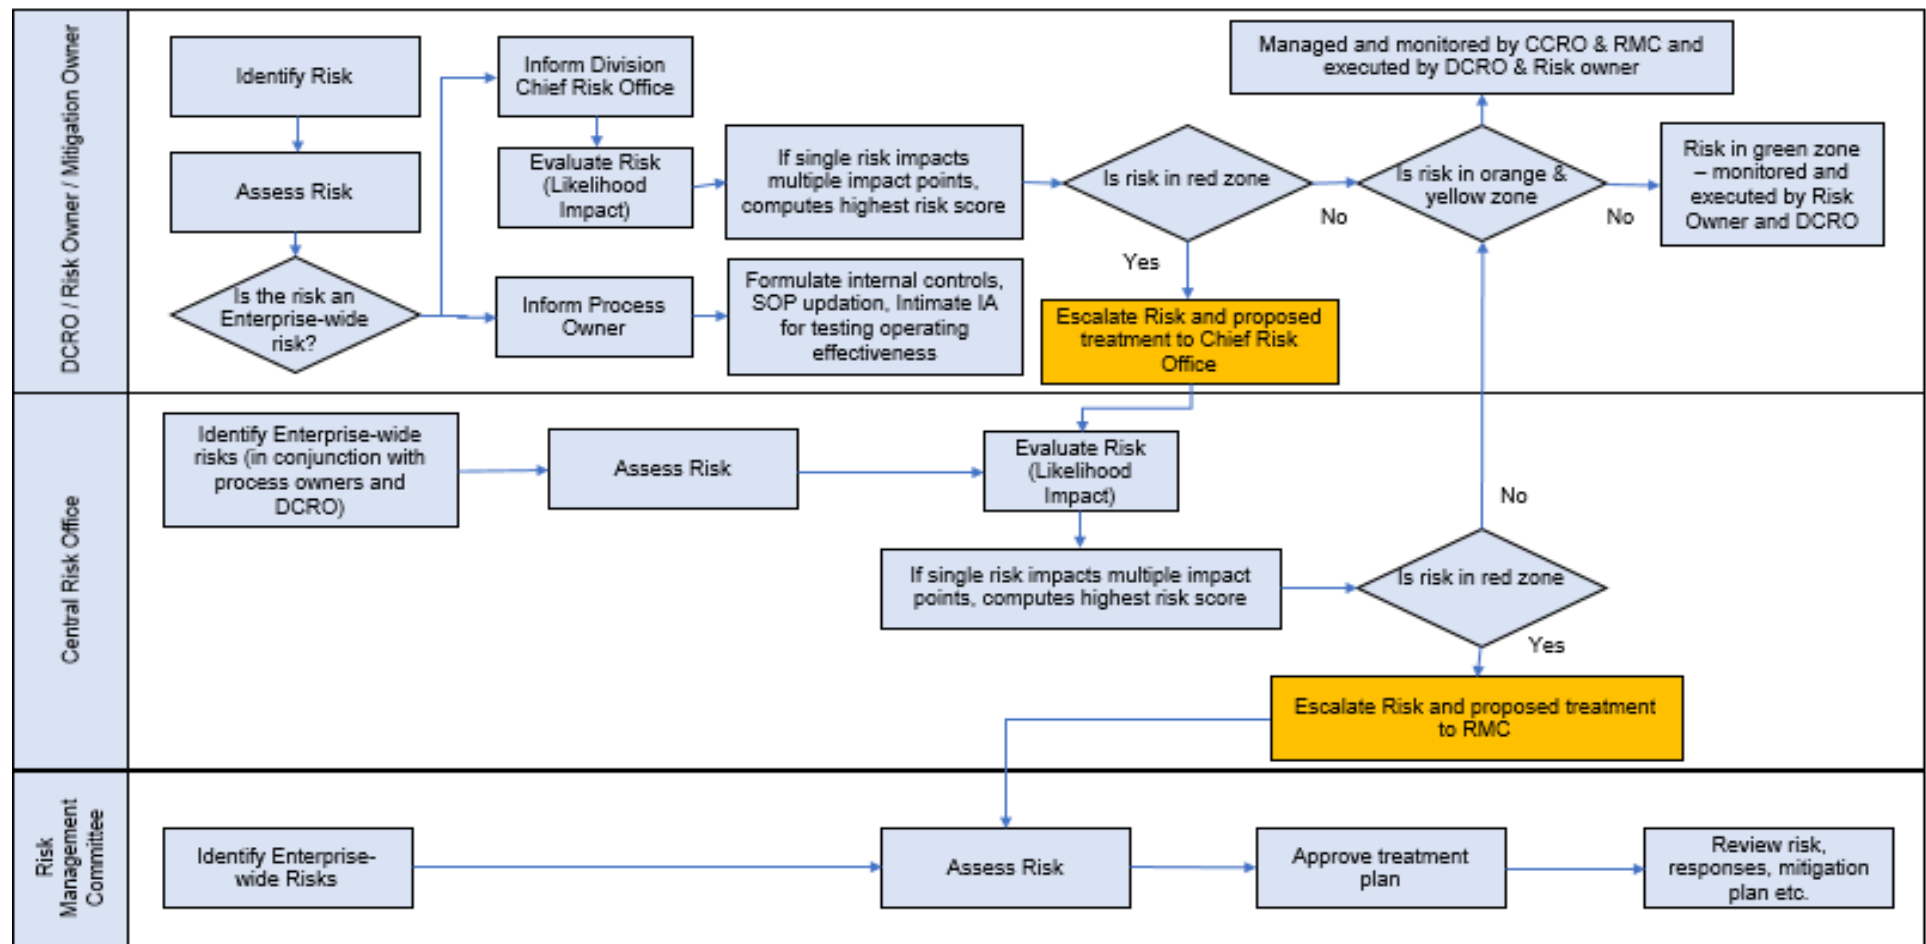 DCRO / Risk Owner / Mitigation Owner
Identify Risk
Assess Risk
Is the risk an
Enterprise-wide
risk?
Inform Division
Chief Risk Office
Evaluate Risk
(Likelihood
Impact)
If single risk impacts
multiple impact points,
computes highest risk score
Inform Process
Owner
Formulate internal controls,
SOP updation, Intimate IA
for testing operating
effectiveness
Is risk in red zone
No
Yes
Escalate Risk and proposed
treatment to Chief Risk
Office
Managed and monitored by CCRO & RMC and
executed by DCRO & Risk owner
Is risk in orange &
yellow zone
No
Risk in green zone
– monitored and
executed by Risk
Owner and DCRO
Central Risk Office
Identify Enterprise-wide
risks (in conjunction with
process owners and
DCRO)
Assess Risk
Evaluate Risk
(Likelihood
Impact)
If single risk impacts multiple impact
points, computes highest risk score
Is risk in red zone
No
Yes
Escalate Risk and proposed treatment
to RMC
Risk
Management
Committee
Identify Enterprise-
wide Risks
Assess Risk
Approve treatment
plan
Review risk,
responses, mitigation
plan etc.